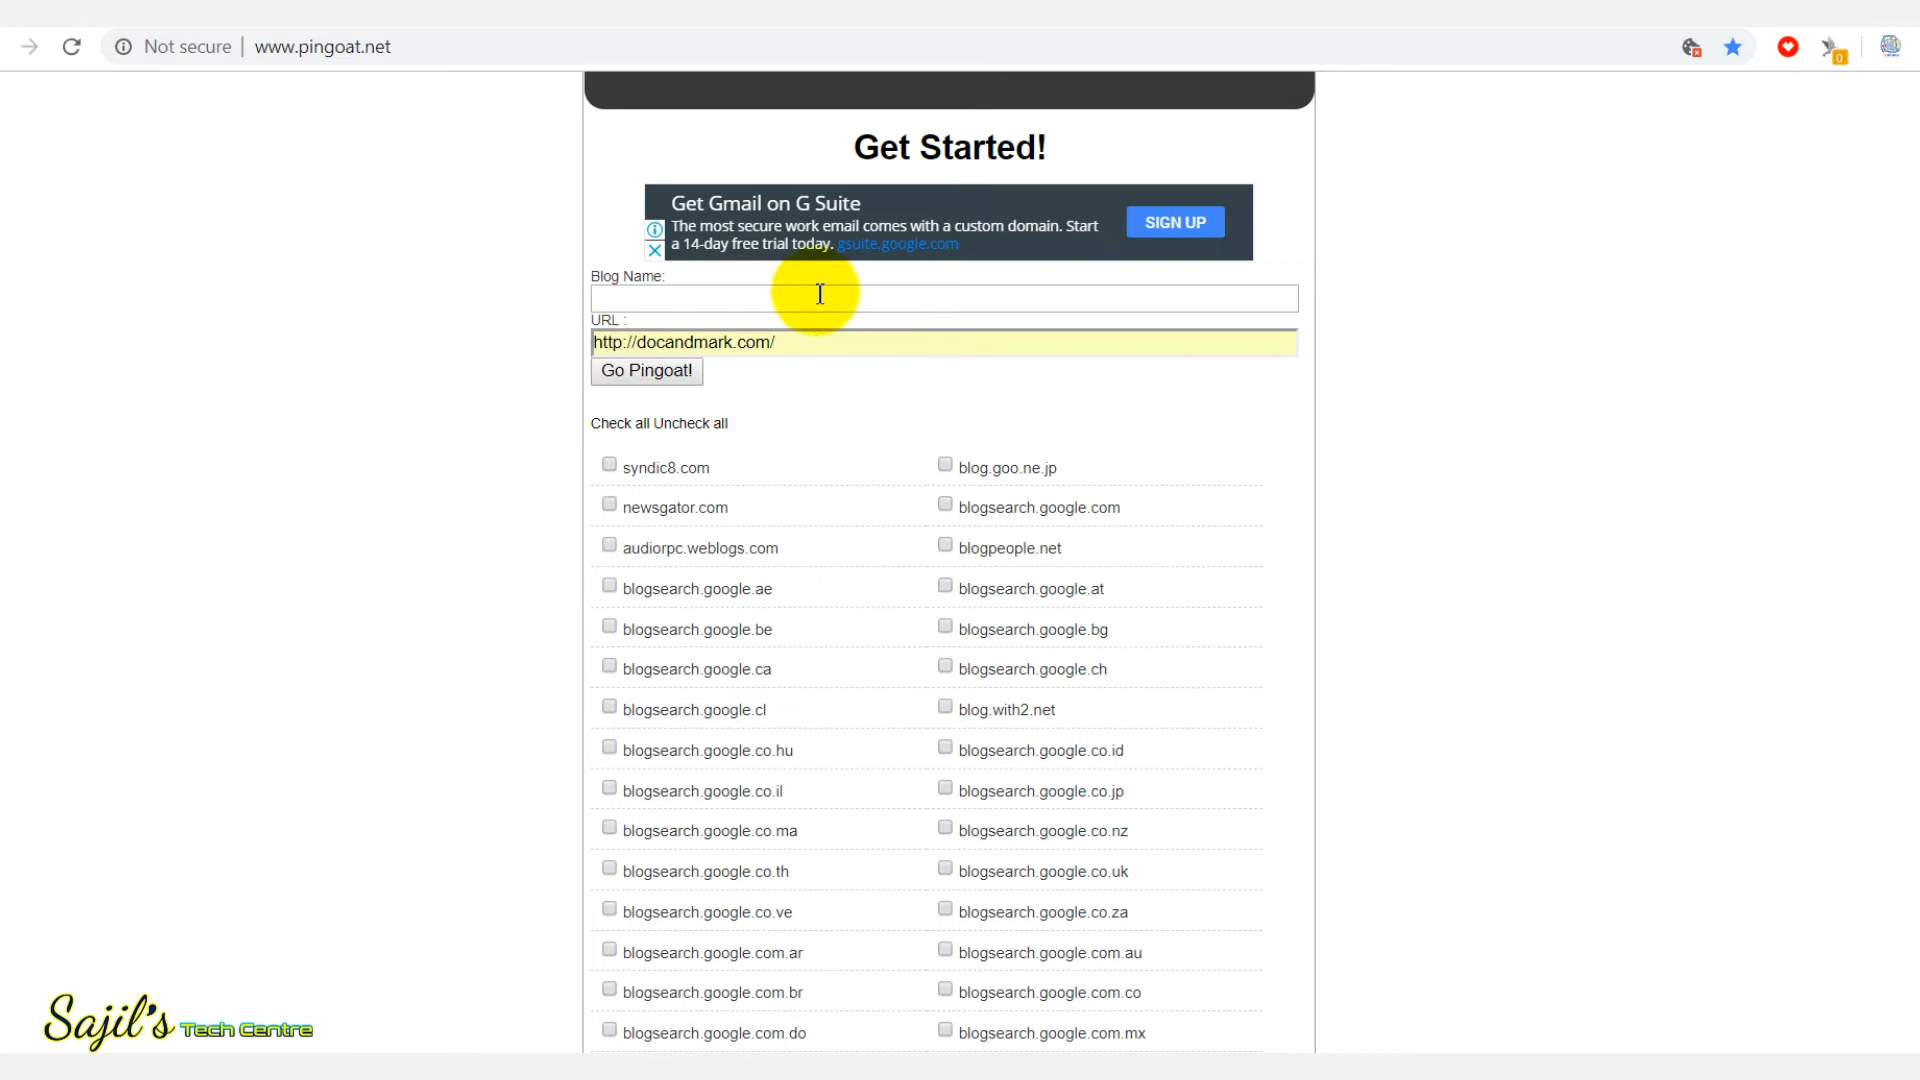 Not secure | www.pingoat.net
0
Get Started!
Get Gmail on G Suite
The most secure work email comes with a custom domain. Start
a 14-day free trial today. gsuite.google.com
SIGN UP
Blog Name:
URL :
http://docandmark.com/
Go Pingoat!
Check all Uncheck all
syndic8.com
blog.goo.ne.jp
newsgator.com
blogsearch.google.com
audiorpc.weblogs.com
blogpeople.net
blogsearch.google.ae
blogsearch.google.at
blogsearch.google.be
blogsearch.google.bg
blogsearch.google.ca
blogsearch.google.ch
blogsearch.google.cl
blog.with2.net
blogsearch.google.co.hu
blogsearch.google.co.id
blogsearch.google.co.il
blogsearch.google.co.jp
blogsearch.google.co.ma
blogsearch.google.co.nz
blogsearch.google.co.th
blogsearch.google.co.uk
blogsearch.google.co.ve
blogsearch.google.co.za
blogsearch.google.com.ar
blogsearch.google.com.au
blogsearch.google.com.br
blogsearch.google.com.co
blogsearch.google.com.do
blogsearch.google.com.mx
Sajil's Tech Centre